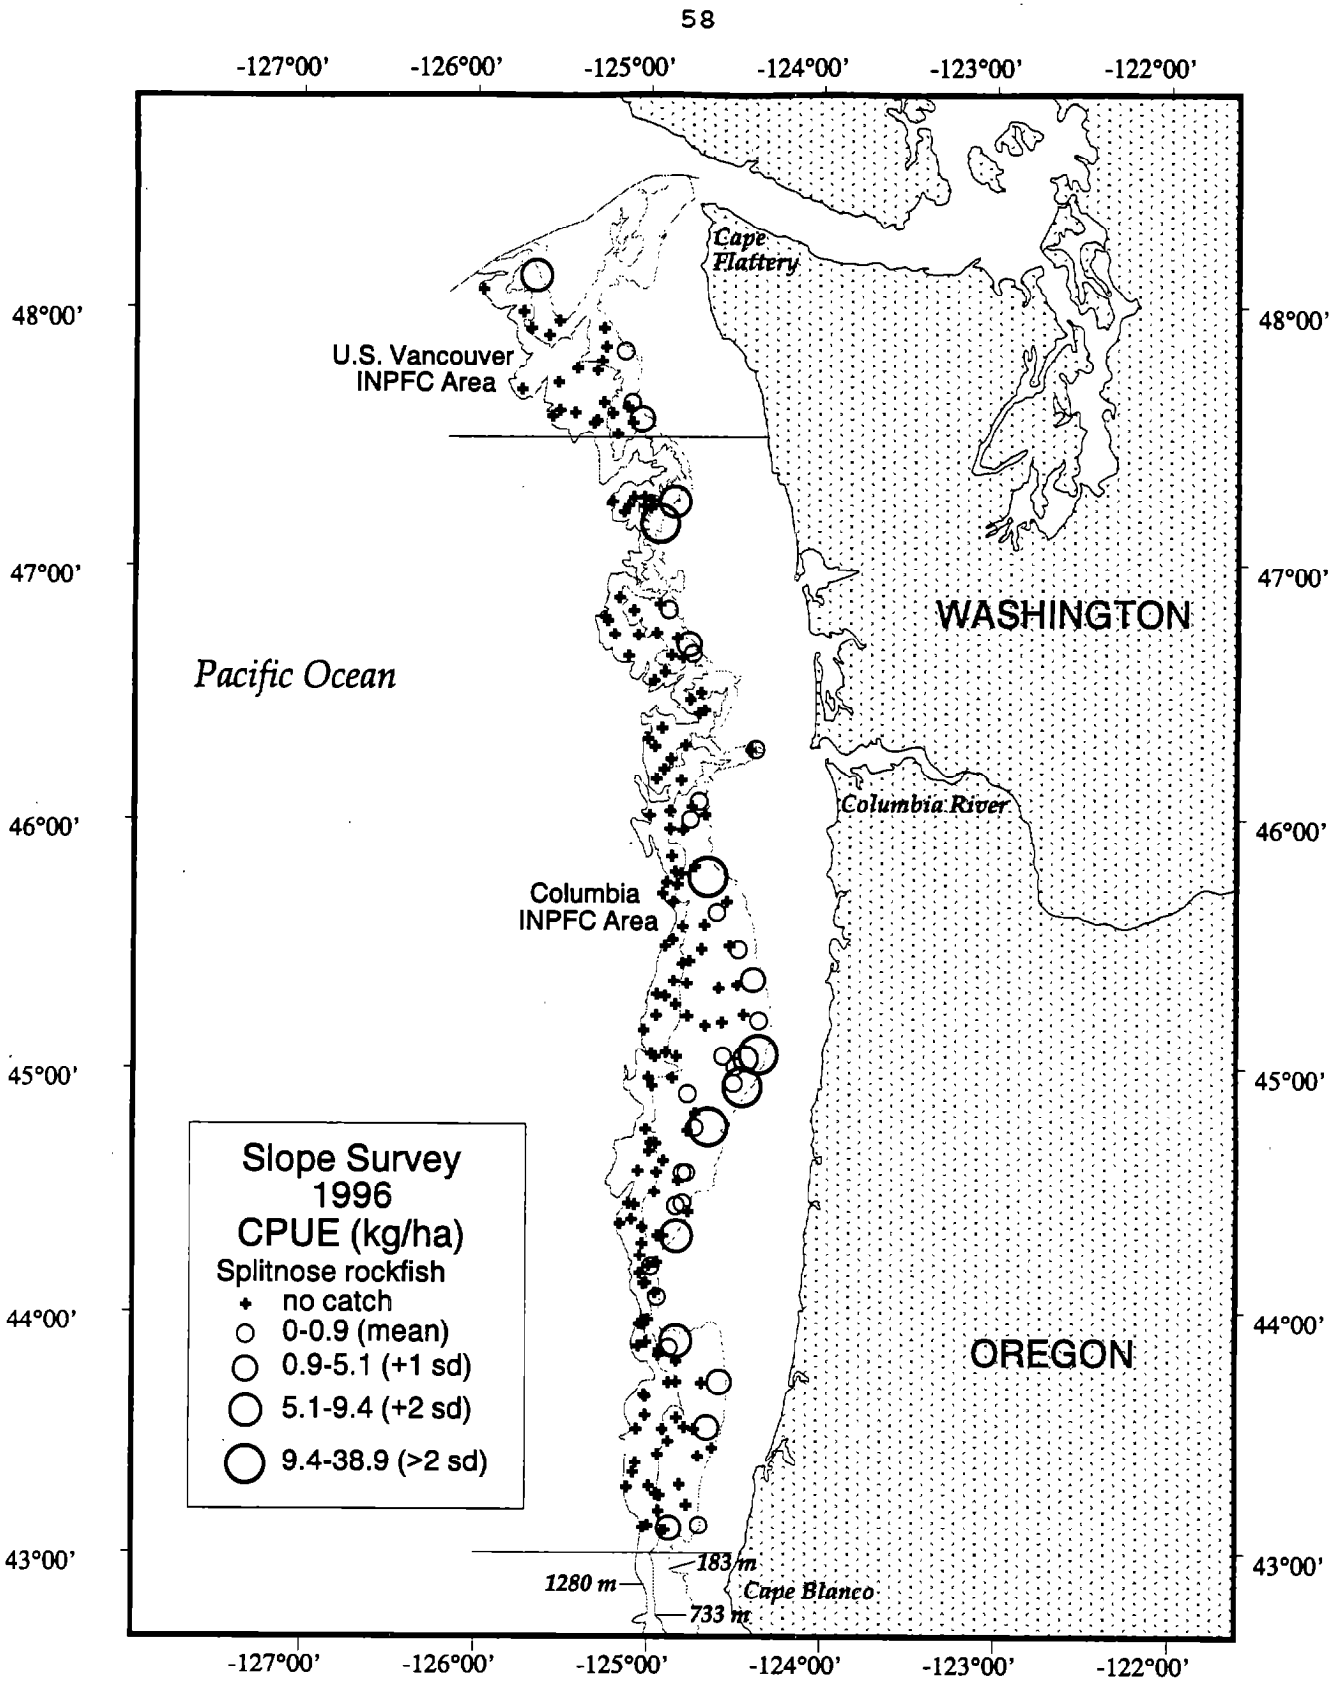 58
-127°00' -126°00' -125°00' -124°00' -123°00' -122°00'
Cape
Flattery
48°00' 48°00'
U.S. Vancouver
INPFC Area
47°00' 47°00'
WASHINGTON
Pacific Ocean
Columbia River
46°00' 46°00'
Columbia
INPFC Area
45°00' 45°00'
Slope Survey
1996
CPUE (kg/ha)
Splitnose rockfish
no catch
0-0.9 (mean)
0.9-5.1 (+1 sd)
5.1-9.4 (+2 sd)
9.4-38.9 (>2 sd)
44°00' 44°00'
OREGON
43°00' 43°00'
183 m
1280 m
Cape Blanco
733 m
-127°00' -126°00' -125°00' -124°00' -123°00' -122°00'